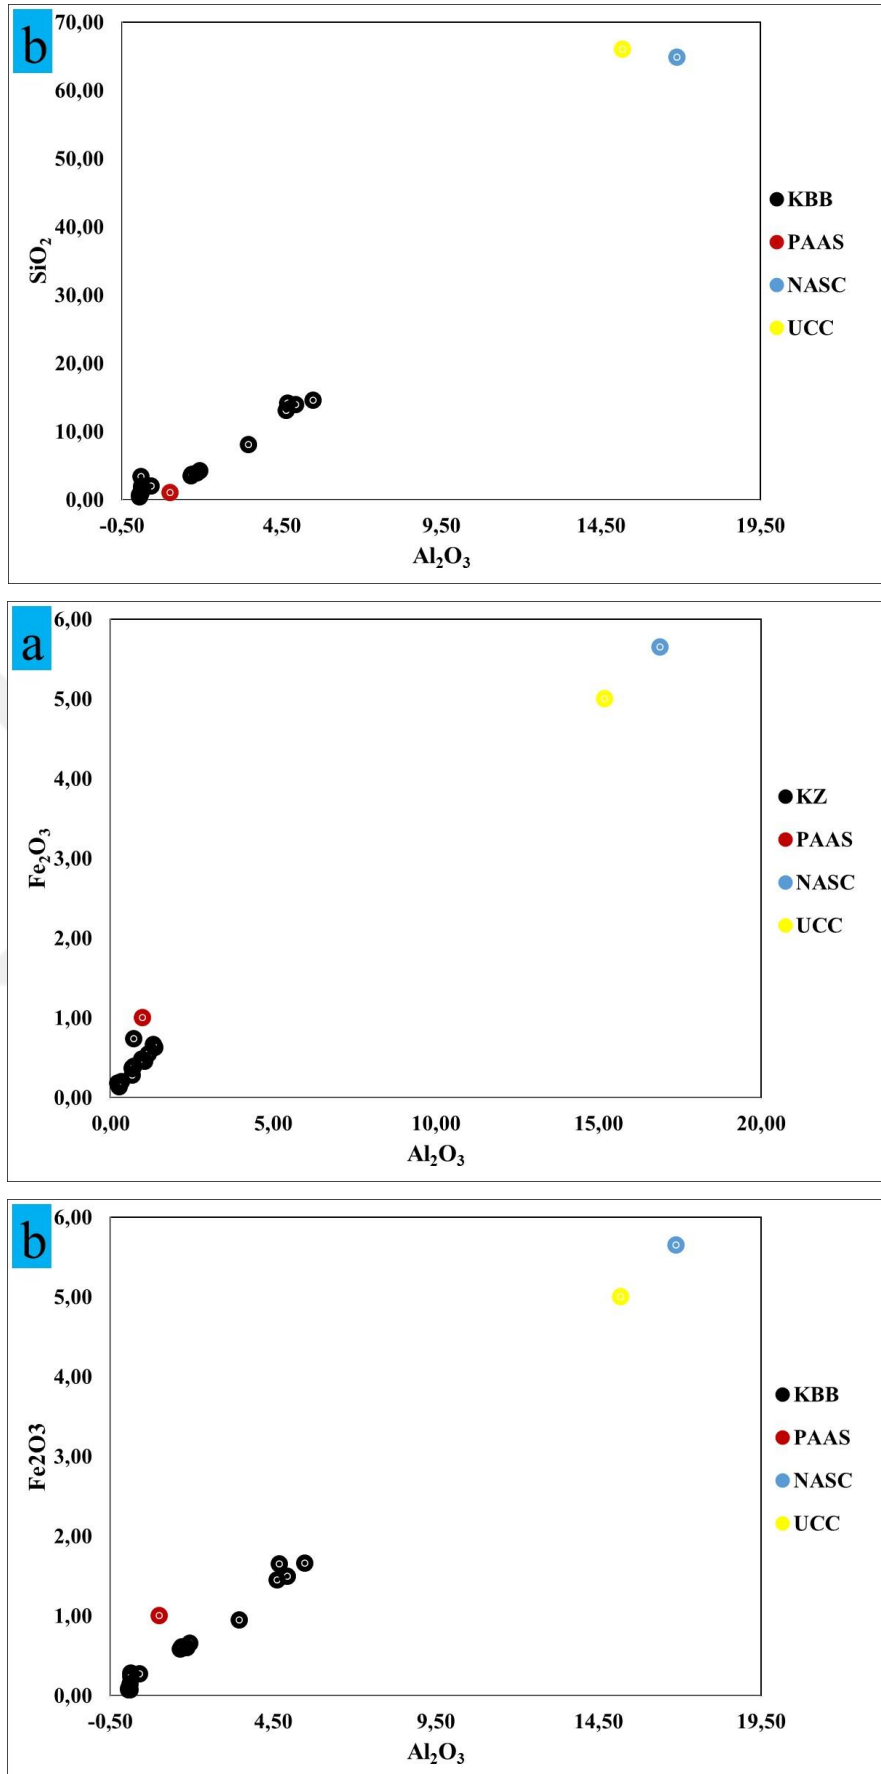 b
70,00
60,00
50,00
40,00
30,00
20,00
10,00
0,00
SiO₂
-0,50 4,50 9,50 14,50 19,50
Al₂O₃
KBB
PAAS
NASC
UCC
a
6,00
5,00
4,00
3,00
2,00
1,00
0,00
Fe₂O₃
0,00 5,00 10,00 15,00 20,00
Al₂O₃
KZ
PAAS
NASC
UCC
b
6,00
5,00
4,00
3,00
2,00
1,00
0,00
Fe2O3
-0,50 4,50 9,50 14,50 19,50
Al₂O₃
KBB
PAAS
NASC
UCC